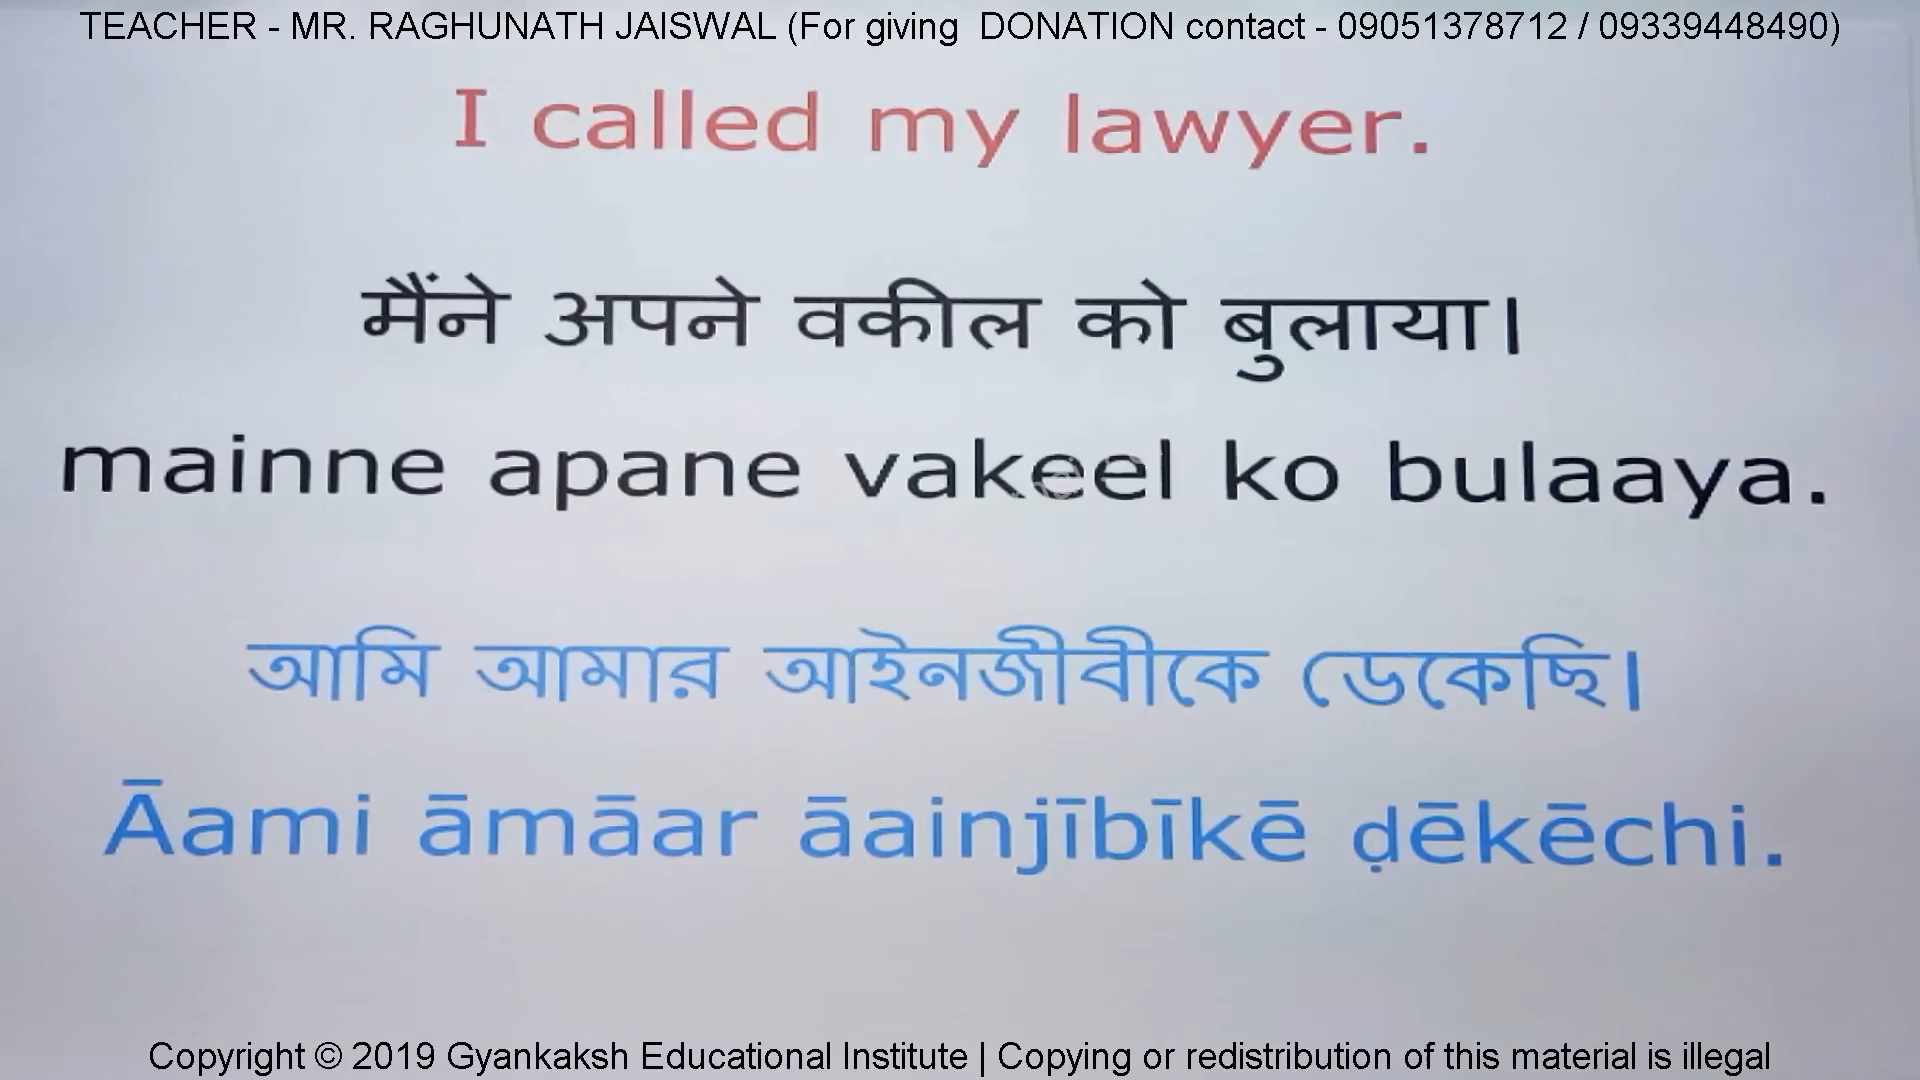 TEACHER - MR. RAGHUNATH JAISWAL (For giving  DONATION contact - 09051378712 / 09339448490)
I called my lawyer.
मैंने अपने वकील को बुलाया।
mainne apane vakeel ko bulaaya.
আমি আমার আইনজীবীকে ডেকেছি।
Āami āmāar āainjībīkē ḍēkēchi.
Copyright © 2019 Gyankaksh Educational Institute | Copying or redistribution of this material is illegal